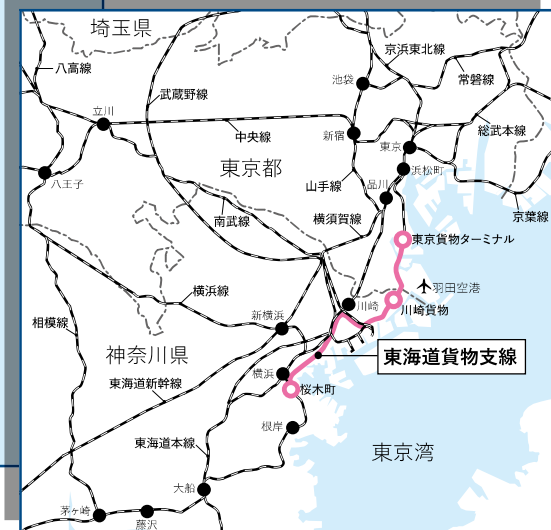 埼玉県
京浜東北線
八高線
池袋
常磐線
武蔵野線
立川
中央線
新宿
東京
総武本線
東京都
浜松町
八王子
山手線
品川
京葉線
南武線
横須賀線
東京貨物ターミナル
羽田空港
横浜線
川崎
川崎貨物
新横浜
相模線
神奈川県
東海道貨物支線
横浜
東海道新幹線
桜木町
根岸
東海道本線
東京湾
大船
茅ヶ崎
藤沢